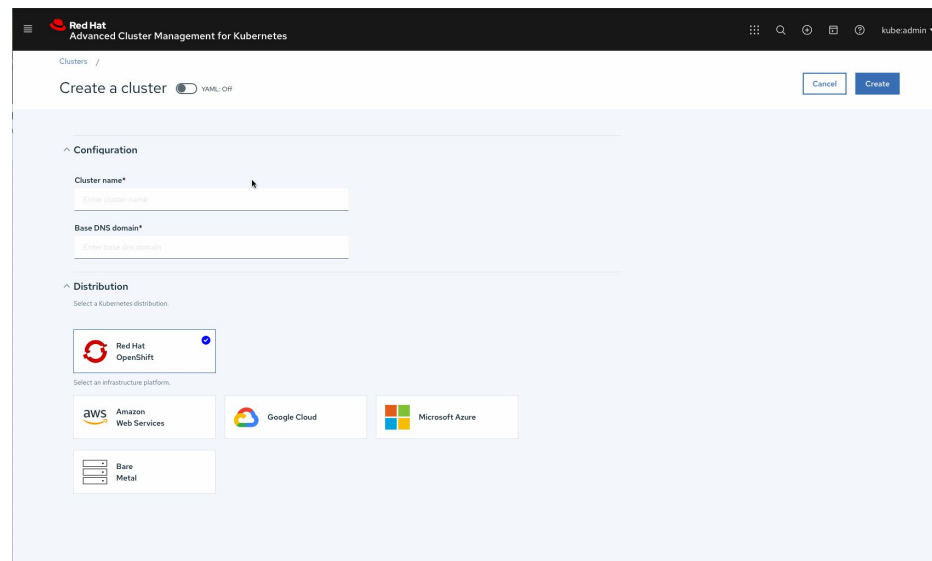 Red Hat
Advanced Cluster Management for Kubernetes
kube:admin
Clusters /
Create a cluster
YAML: Off
Cancel
Create
Configuration
Cluster name*
Enter cluster name
Base DNS domain*
Enter base dns domain
Distribution
Select a Kubernetes distribution.
Red Hat
OpenShift
Select an infrastructure platform.
aws
Amazon
Web Services
Google Cloud
Microsoft Azure
Bare
Metal